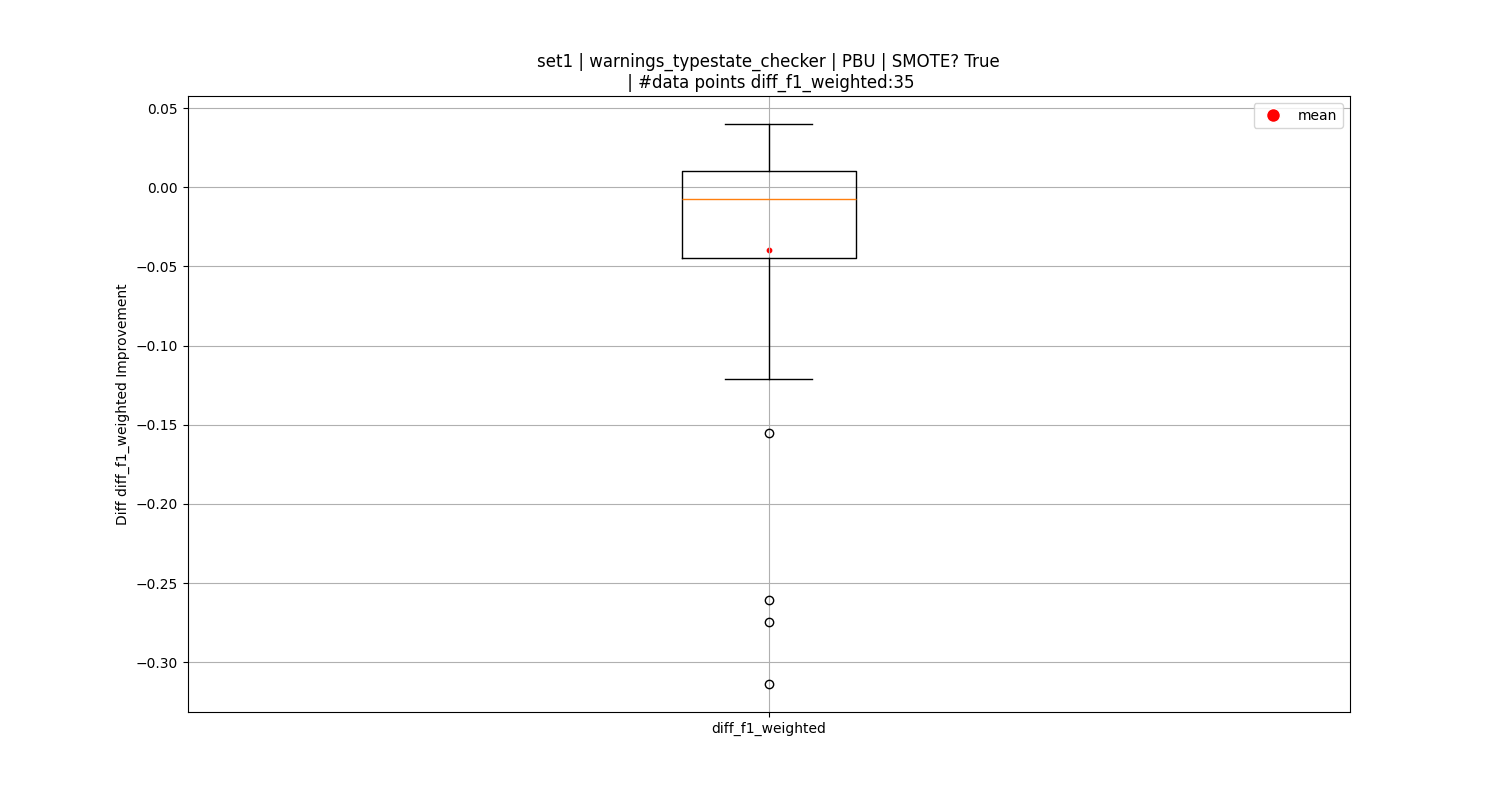 set1 | warnings_typestate_checker | PBU | SMOTE? True
| #data points diff_f1_weighted:35
mean
0.05
0.00
−0.05
−0.10
−0.15
−0.20
−0.25
−0.30
Diff diff_f1_weighted Improvement
diff_f1_weighted